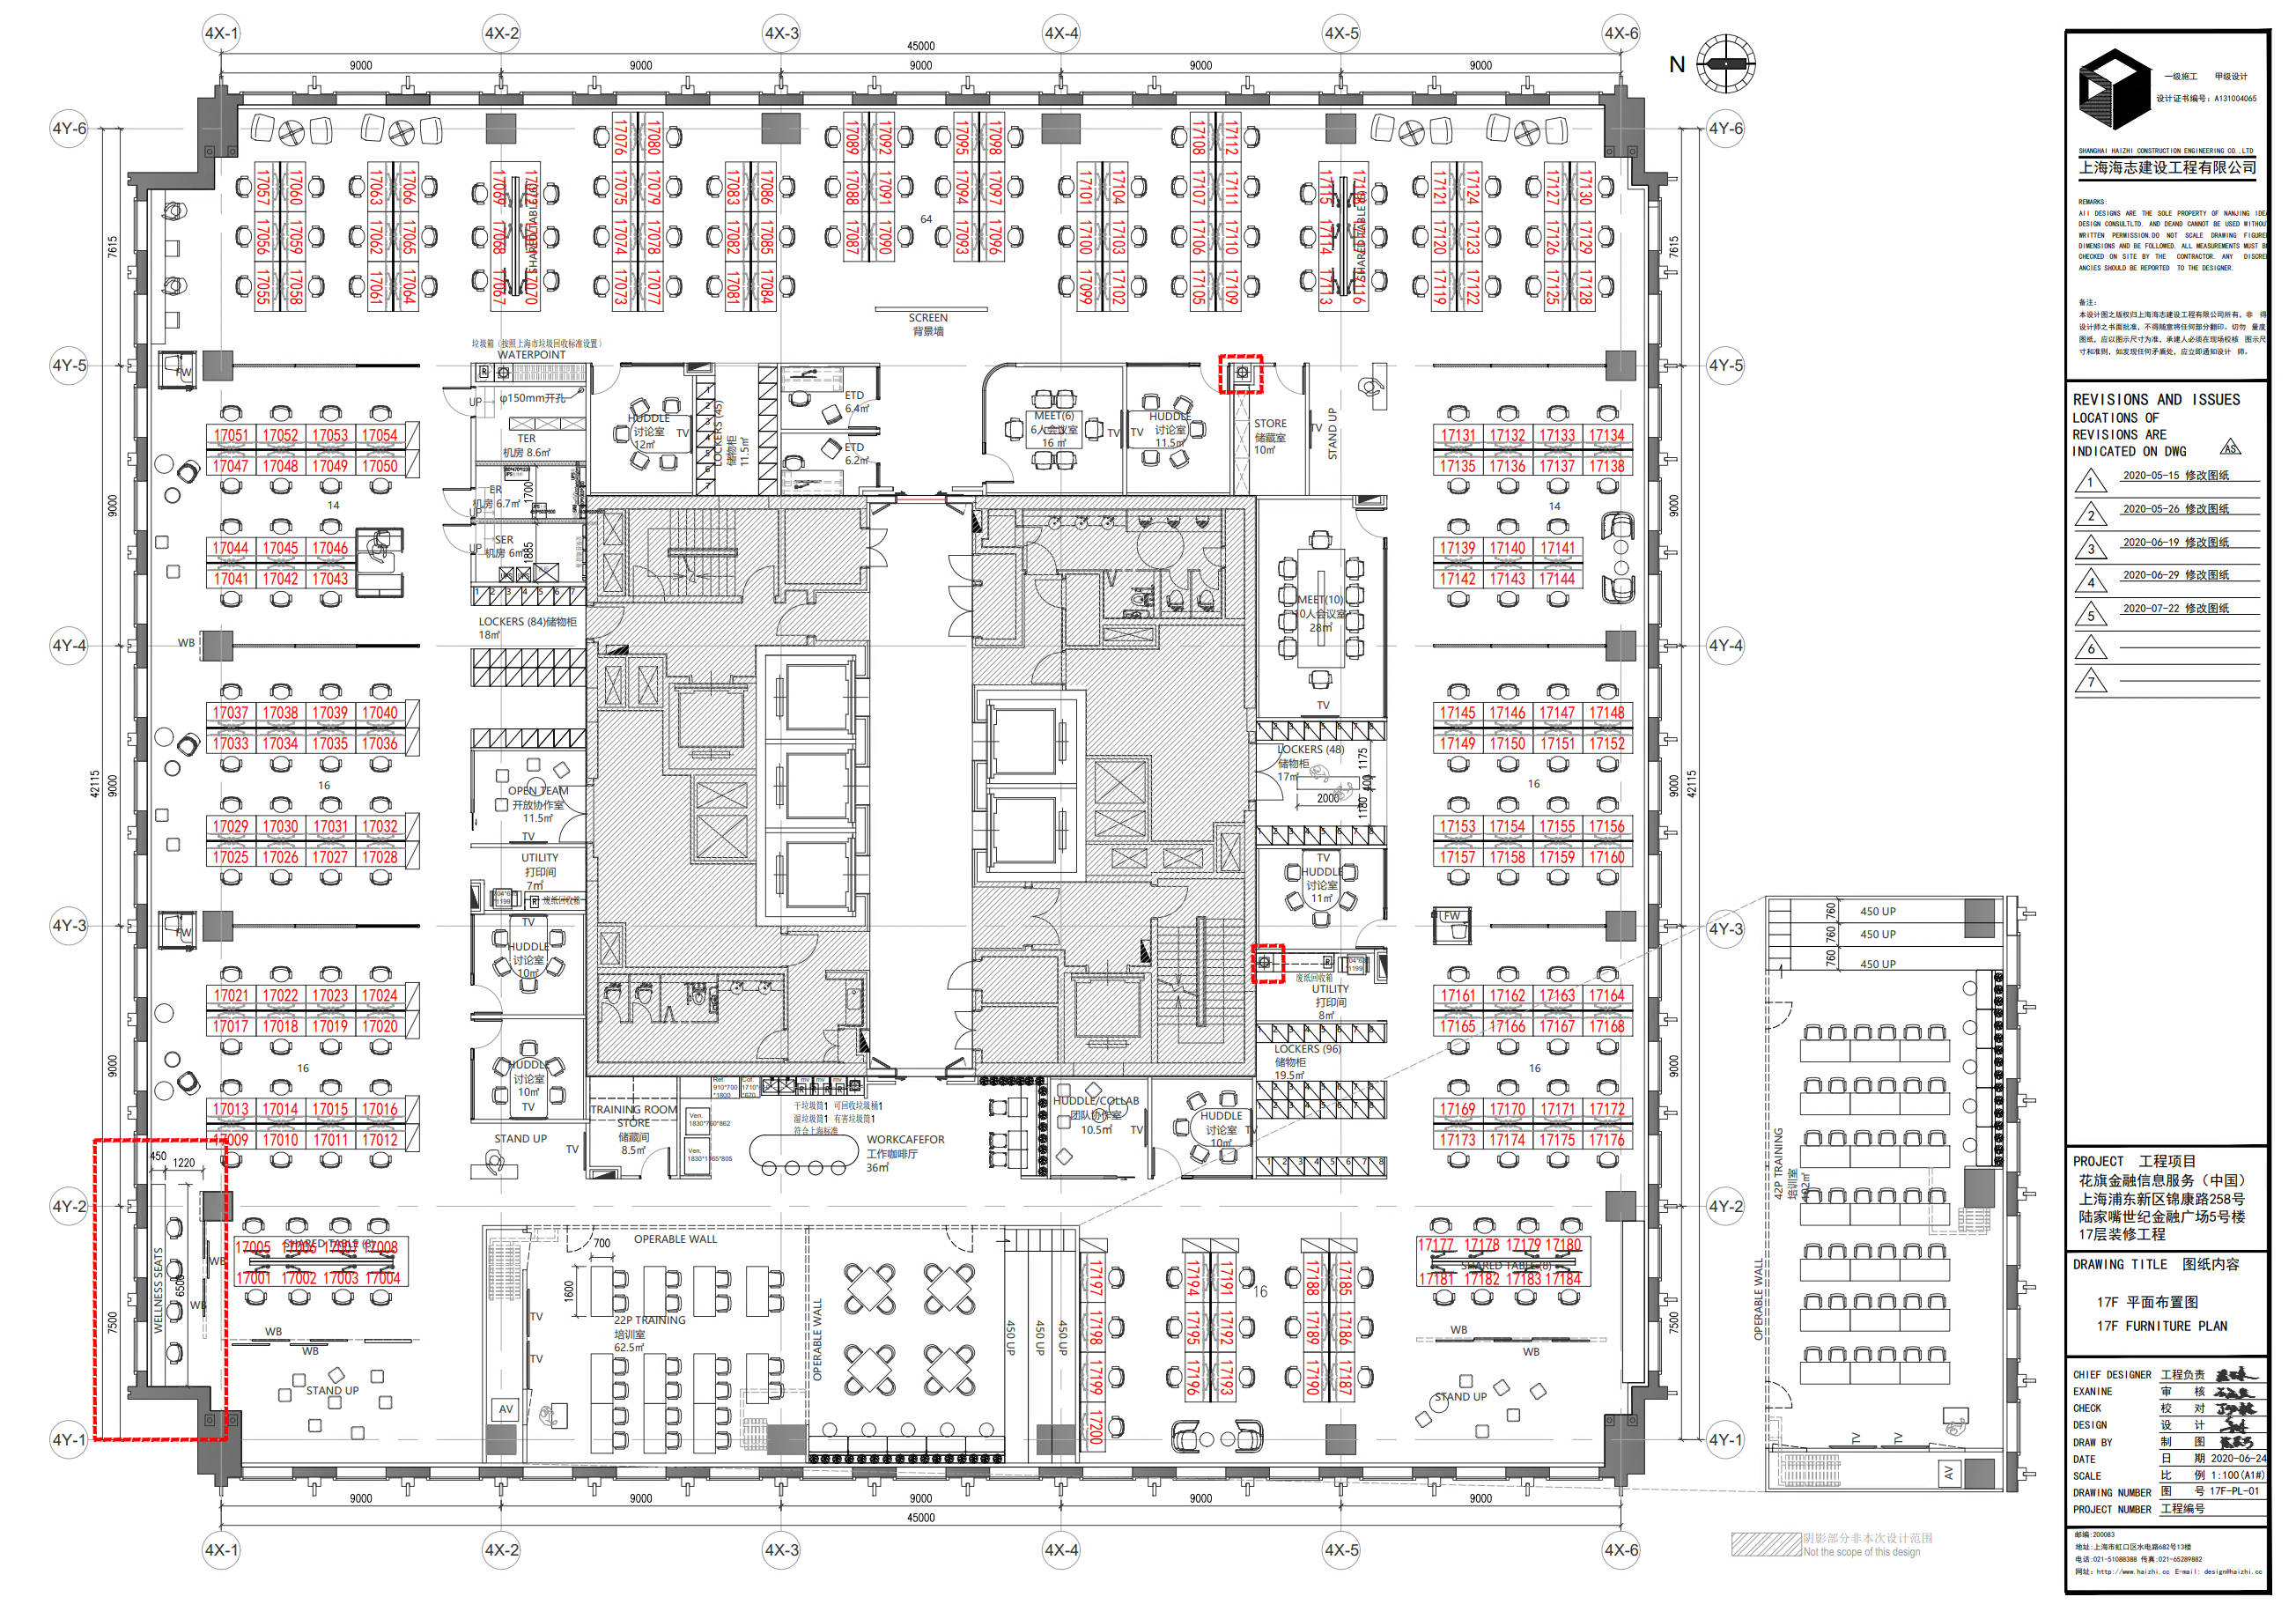 4X-1 4X-2 4X-3 4X-4 4X-5 4X-6
45000
9000 9000 9000 9000 9000
N
4Y-6
4Y-5
4Y-4
4Y-3
4Y-2
4Y-1
7615
9000
9000
9000
7500
42115
17076 17080 17089 17092 17095 17098 17108 17112
17057 17060 17063 17066 17069 17072 17075 17079 17083 17086 17088 17091 17094 17097 17101 17104 17107 17111 17115 17118 17121 17124 17127 17130
17056 17059 17062 17065 17068 17074 17078 17082 17085 17087 17090 17093 17096 17100 17103 17106 17110 17114 17120 17123 17126 17129
17055 17058 17061 17064 17067 17070 17073 17077 17081 17084 17099 17102 17105 17109 17113 17116 17119 17122 17125 17128
SHARED TABLE(6)
SHARED TABLE(6)
64
SCREEN
背景墙
垃圾箱（按照上海市垃圾回收标准设置）
WATERPOINT
FW
UP
φ150mm开孔
TER
机房 8.6㎡
ER
机房 6.7㎡
1700
UP
SER
机房 6㎡
1885
UP
HUDDLE
讨论室
12㎡
TV
LOCKERS (45)
储物柜
11.5㎡
ETD
6.4㎡
ETD
6.2㎡
MEET(6)
6人会议室
16 ㎡
TV
TV
HUDDLE
讨论室
11.5㎡
STORE
储藏室
10㎡
TV
STAND UP
17051 17052 17053 17054
17047 17048 17049 17050
14
17044 17045 17046
17041 17042 17043
WB
17037 17038 17039 17040
17033 17034 17035 17036
16
17029 17030 17031 17032
17025 17026 17027 17028
FW
17021 17022 17023 17024
17017 17018 17019 17020
16
17013 17014 17015 17016
17009 17010 17011 17012
LOCKERS (84)储物柜
18㎡
OPEN TEAM
开放协作室
11.5㎡
TV
UTILITY
打印间
7㎡
废纸回收箱
TV
HUDDLE
讨论室
10㎡
HUDDLE
讨论室
10㎡
TV
STAND UP
TV
MEET(10)
10人会议室
28㎡
TV
LOCKERS (48)
储物柜
17㎡
1175
400
1180
2000
TV
HUDDLE
讨论室
11㎡
废纸回收箱
UTILITY
打印间
8㎡
LOCKERS (96)
储物柜
19.5㎡
17131 17132 17133 17134
17135 17136 17137 17138
14
17139 17140 17141
17142 17143 17144
17145 17146 17147 17148
17149 17150 17151 17152
16
17153 17154 17155 17156
17157 17158 17159 17160
FW
17161 17162 17163 17164
17165 17166 17167 17168
16
17169 17170 17171 17172
17173 17174 17175 17176
TRAINING ROOM
STORE
储藏间
8.5㎡
Ref.
910*700
*1800
Ven.
1830*760*862
Ven.
干垃圾筒1 可回收垃圾桶1
湿垃圾筒1 有害垃圾筒1
符合上海标准
WORKCAFEFOR
工作咖啡厅
36㎡
HUDDLE/COLLAB
团队协作室
10.5㎡
TV
HUDDLE
讨论室
10㎡
TV
450
1220
6500
WELLNESS SEATS
WB
WB
SHARED TABLE (8)
17005 17006 17007 17008
17001 17002 17003 17004
WB
WB
STAND UP
OPERABLE WALL
700
1600
TV
TV
22P TRAINING
培训室
62.5㎡
AV
OPERABLE WALL
450 UP
450 UP
450 UP
17197 17194 17191 17188 17185
17198 17195 17192 17189 17186
17199 17196 17193 17190 17187
17200
16
17177 17178 17179 17180
SHARED TABLE(8)
17181 17182 17183 17184
WB
WB
STAND UP
760
760
760
450 UP
450 UP
450 UP
42P TRAINING
培训室
OPERABLE WALL
TV
TV
AV
9000 9000 9000 9000 9000
45000
4X-1 4X-2 4X-3 4X-4 4X-5 4X-6
阴影部分非本次设计范围
Not the scope of this design
一级施工 甲级设计
设计证书编号：A131004065
SHANGHAI HAIZHI CONSTRUCTION ENGINEERING CO.,LTD
上海海志建设工程有限公司
REMARKS:
All DESIGNS ARE THE SOLE PROPERTY OF NANJING IDE
DESIGN CONSULTLTD. AND DEAND CANNOT BE USED WITHOU
WRITTEN PERMISSION.DO NOT SCALE DRAWING FIGURE
DIMENSIONS AND BE FOLLOWED. ALL MEASUREMENTS MUST B
CHECKED ON SITE BY THE CONTRACTOR. ANY DISCRE
ANCIES SHOULD BE REPORTED TO THE DESIGNER.
备注：
本设计图之版权归上海海志建设工程有限公司所有，非 得
设计师之书面批准，不得随意将任何部分翻印。切勿 量度
图纸，应以图示尺寸为准，承建人必须在现场校核 图示尺
寸和准则，如发现任何矛盾处，应立即通知设计 师。
REVISIONS AND ISSUES
LOCATIONS OF
REVISIONS ARE
INDICATED ON DWG AS
1 2020-05-15 修改图纸
2 2020-05-26 修改图纸
3 2020-06-19 修改图纸
4 2020-06-29 修改图纸
5 2020-07-22 修改图纸
6
7
PROJECT 工程项目
花旗金融信息服务（中国）
上海浦东新区锦康路258号
陆家嘴世纪金融广场5号楼
17层装修工程
DRAWING TITLE 图纸内容
17F 平面布置图
17F FURNITURE PLAN
CHIEF DESIGNER 工程负责
EXANINE 审 核
CHECK 校 对
DESIGN 设 计
DRAW BY 制 图
DATE 日 期 2020-06-24
SCALE 比 例 1:100(A1#)
DRAWING NUMBER 图 号 17F-PL-01
PROJECT NUMBER 工程编号
邮编:200083
地址:上海市虹口区水电路682号13楼
电话:021-51088388 传真:021-65289882
网址: http://www.haizhi.cc E-mail: design@haizhi.cc